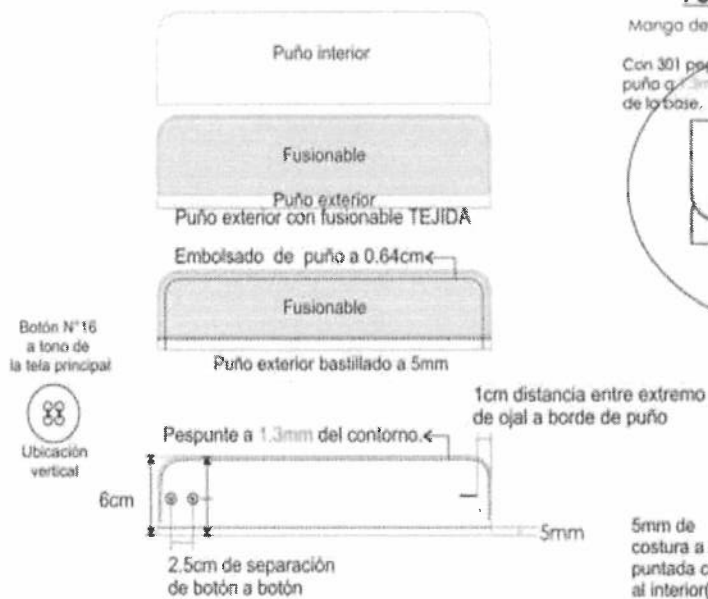 Puño interior
Fusionable
Puño exterior
Puño exterior con fusionable TEJIDA
Embolsado de puño a 0.64cm
Fusionable
Puño exterior bastillado a 5mm
Botón N°16
a tono de
la tela principal
Ubicación
vertical
Manga de
Con 301
puño a 1.3m
de la base.
1cm distancia entre extremo
de ojal a borde de puño
Pespunte a 1.3mm del contorno.
6cm
5mm
2.5cm de separación
de botón a botón
5mm de
costura a
puntada
al interior(